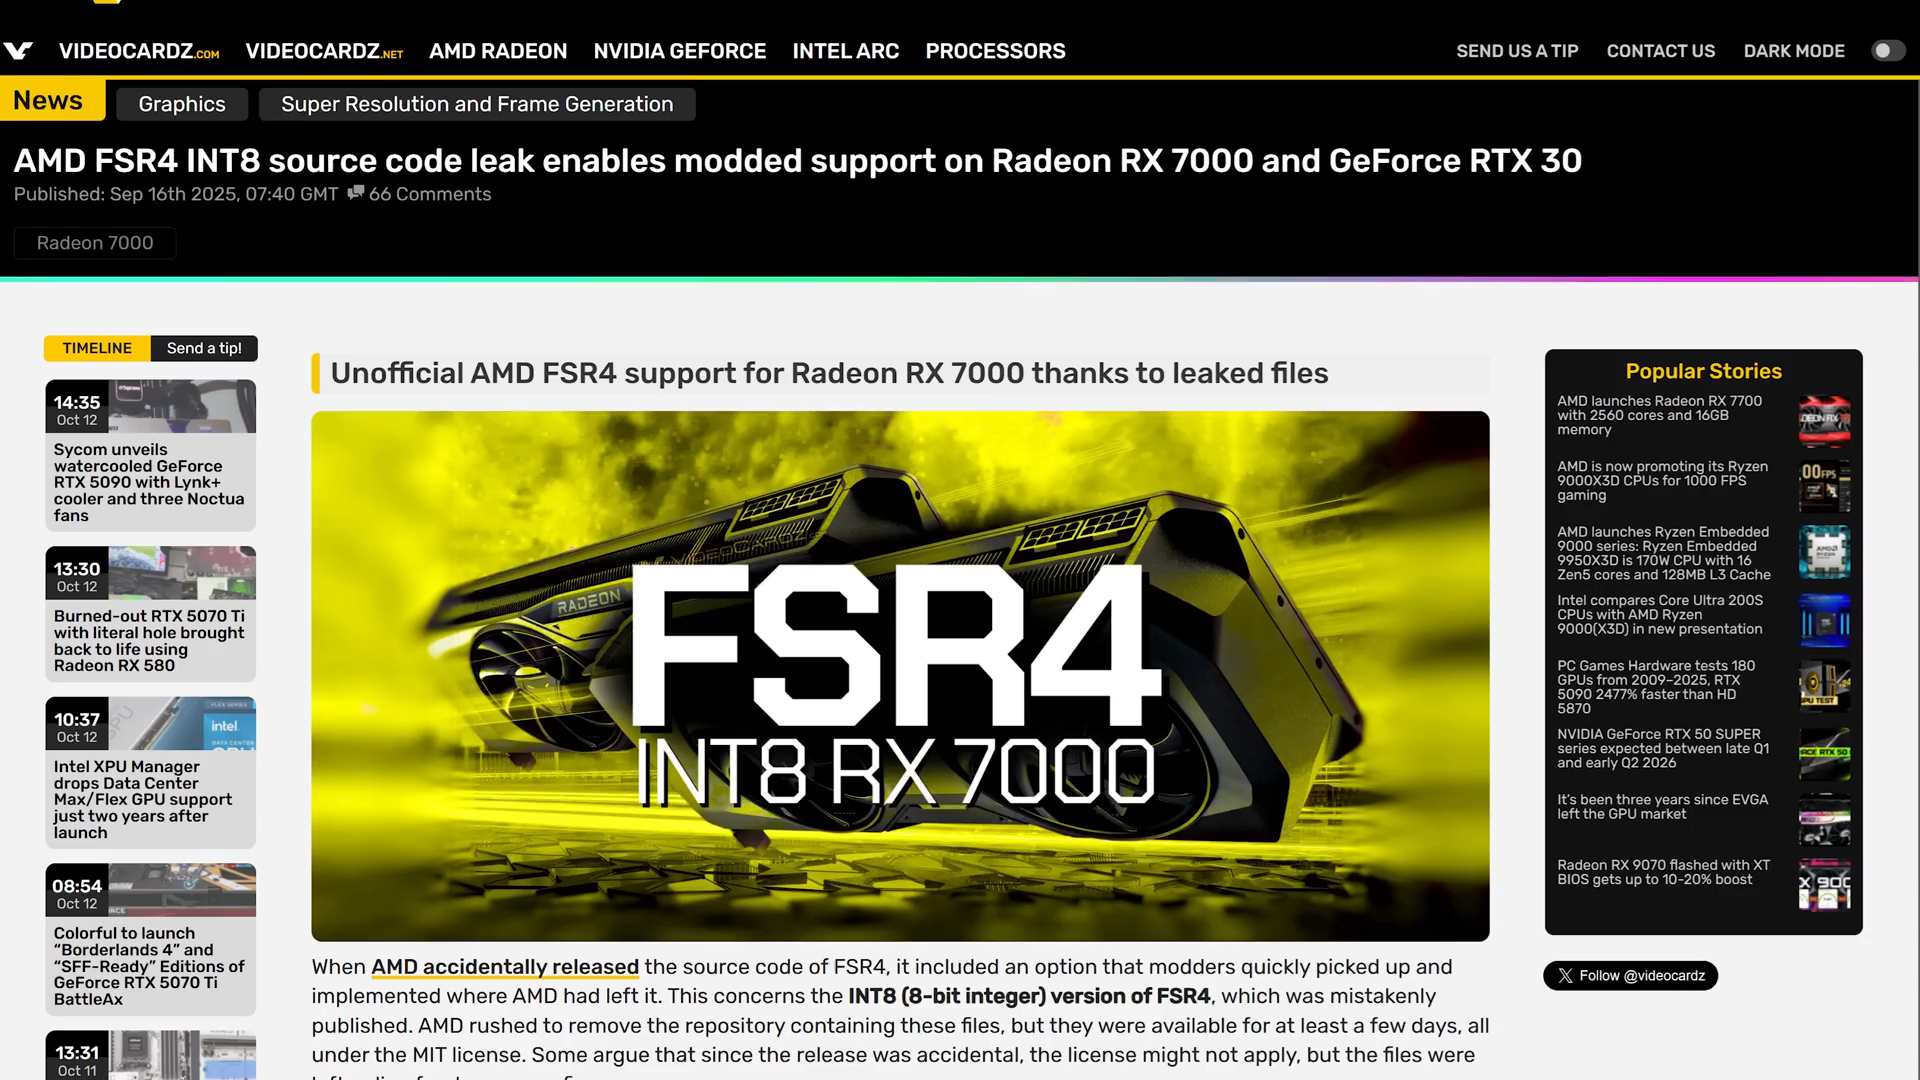 VIDEOCARDZ.COM VIDEOCARDZ.NET AMD RADEON NVIDIA GEFORCE INTEL ARC PROCESSORS SEND US A TIP CONTACT US DARK MODE
News Graphics Super Resolution and Frame Generation
AMD FSR4 INT8 source code leak enables modded support on Radeon RX 7000 and GeForce RTX 30
Published: Sep 16th 2025, 07:40 GMT 66 Comments
Radeon 7000
TIMELINE Send a tip!
14:35
Oct 12
Sycom unveils
watercooled GeForce
RTX 5090 with Lynk+
cooler and three Noctua
fans
13:30
Oct 12
Burned-out RTX 5070 Ti
with literal hole brought
back to life using
Radeon RX 580
10:37
Oct 12
intel
Intel XPU Manager
drops Data Center
Max/Flex GPU support
just two years after
launch
08:54
Oct 12
Colorful to launch
“Borderlands 4” and
“SFF-Ready” Editions of
GeForce RTX 5070 Ti
BattleAx
13:31
Oct 11
Unofficial AMD FSR4 support for Radeon RX 7000 thanks to leaked files
VIDEOCARDZ
RADEON
FSR4
INT8 RX 7000
When AMD accidentally released the source code of FSR4, it included an option that modders quickly picked up and
implemented where AMD had left it. This concerns the INT8 (8-bit integer) version of FSR4, which was mistakenly
published. AMD rushed to remove the repository containing these files, but they were available for at least a few days, all
under the MIT license. Some argue that since the release was accidental, the license might not apply, but the files were
Popular Stories
AMD launches Radeon RX 7700
with 2560 cores and 16GB
memory
AMD is now promoting its Ryzen
9000X3D CPUs for 1000 FPS
gaming
AMD launches Ryzen Embedded
9000 series: Ryzen Embedded
9950X3D is 170W CPU with 16
Zen5 cores and 128MB L3 Cache
Intel compares Core Ultra 200S
CPUs with AMD Ryzen
9000(X3D) in new presentation
PC Games Hardware tests 180
GPUs from 2009–2025, RTX
5090 2477% faster than HD
5870
NVIDIA GeForce RTX 50 SUPER
series expected between late Q1
and early Q2 2026
It’s been three years since EVGA
left the GPU market
Radeon RX 9070 flashed with XT
BIOS gets up to 10-20% boost
Follow @videocardz